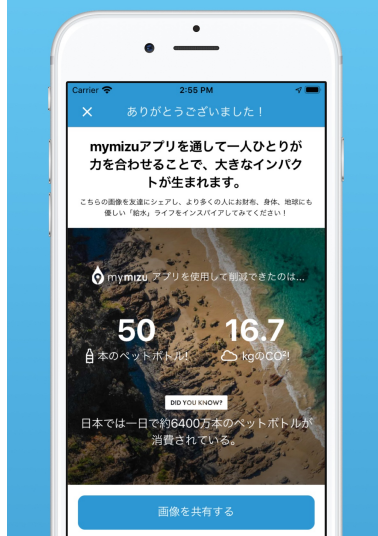 Carrier 2:55 PM
ありがとうございました！
mymizuアプリを通して一人ひとりが
力を合わせることで、大きなインパク
トが生まれます。
こちらの画像を友達にシェアし、より多くの人にお財布、身体、地球にも
優しい「給水」ライフをインスパイアしてみてください！
mymizu アプリを使用して削減できたのは...
50 16.7
本のペットボトル! kgのCO²!
DID YOU KNOW?
日本では一日で約6400万本のペットボトルが
消費されている。
画像を共有する